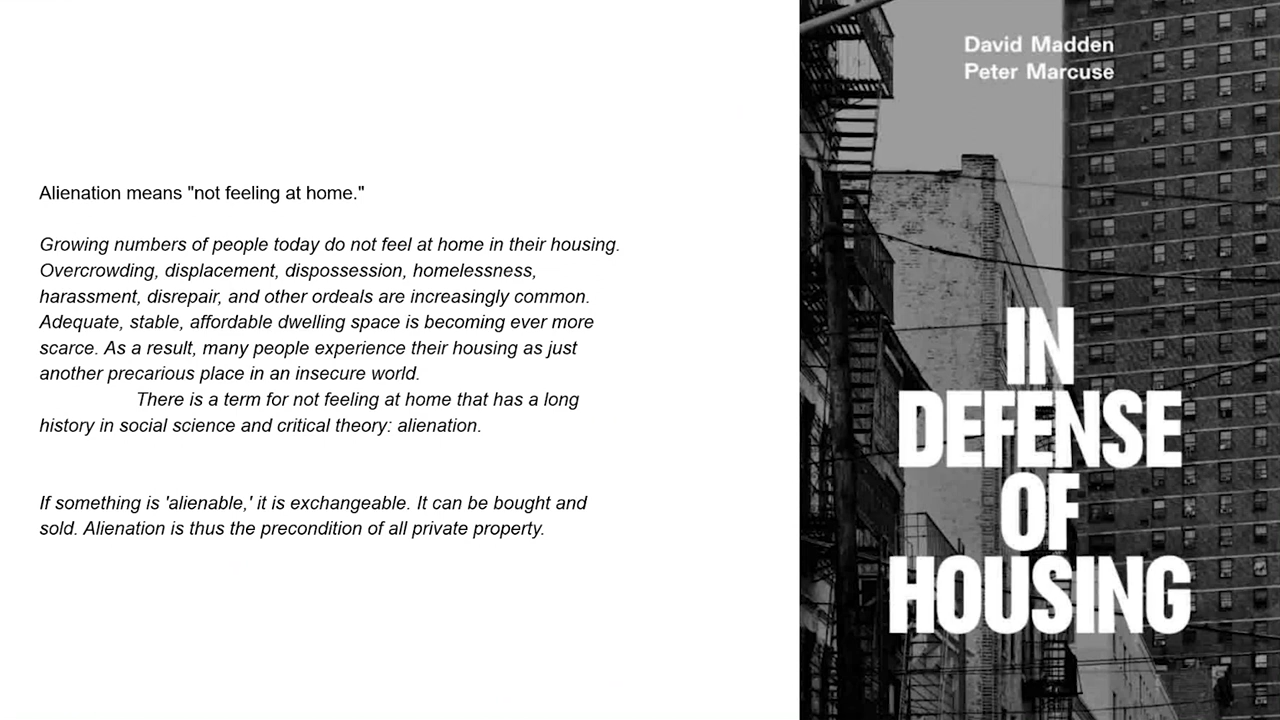 Alienation means "not feeling at home."
Growing numbers of people today do not feel at home in their housing.
Overcrowding, displacement, dispossession, homelessness,
harassment, disrepair, and other ordeals are increasingly common.
Adequate, stable, affordable dwelling space is becoming ever more
scarce. As a result, many people experience their housing as just
another precarious place in an insecure world.
There is a term for not feeling at home that has a long
history in social science and critical theory: alienation.
If something is 'alienable,' it is exchangeable. It can be bought and
sold. Alienation is thus the precondition of all private property.
David Madden
Peter Marcuse
IN
DEFENSE
OF
HOUSING